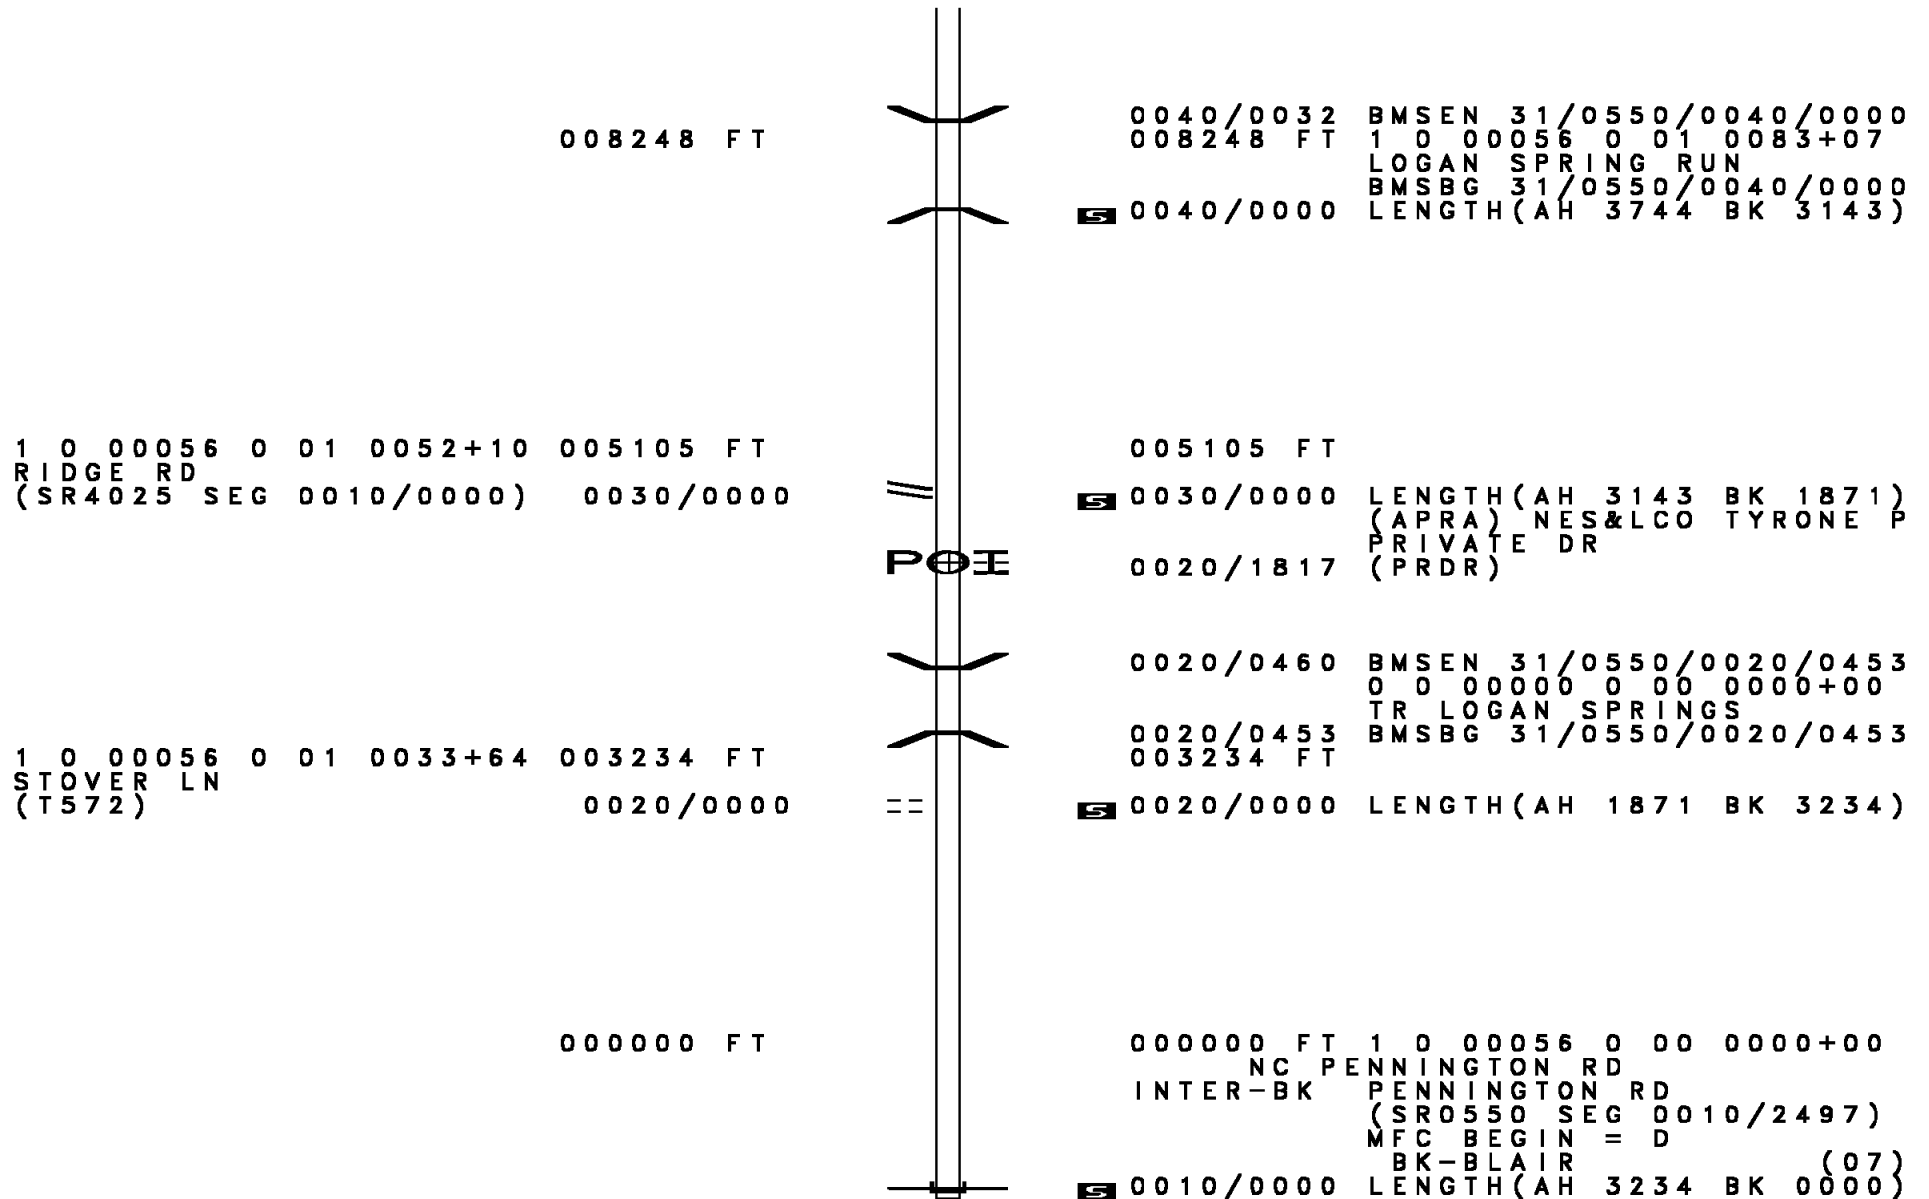 0040/0032 BMSEN 31/0550/0040/0000
008248 FT 008248 FT 1 0 00056 0 01 0083+07
LOGAN SPRING RUN
BMSBG 31/0550/0040/0000
S 0040/0000 LENGTH(AH 3744 BK 3143)
1 0 00056 0 01 0052+10 005105 FT 005105 FT
RIDGE RD
(SR4025 SEG 0010/0000) 0030/0000 S 0030/0000 LENGTH(AH 3143 BK 1871)
(APRA) NES&LCO TYRONE P
PRIVATE DR
POI 0020/1817 (PRDR)
0020/0460 BMSEN 31/0550/0020/0453
0 0 00000 0 00 0000+00
TR LOGAN SPRINGS
0020/0453 BMSBG 31/0550/0020/0453
1 0 00056 0 01 0033+64 003234 FT 003234 FT
STOVER LN
(T572) 0020/0000 S 0020/0000 LENGTH(AH 1871 BK 3234)
000000 FT 000000 FT 1 0 00056 0 00 0000+00
NC PENNINGTON RD
INTER-BK PENNINGTON RD
(SR0550 SEG 0010/2497)
MFC BEGIN = D
BK-BLAIR (07)
S 0010/0000 LENGTH(AH 3234 BK 0000)